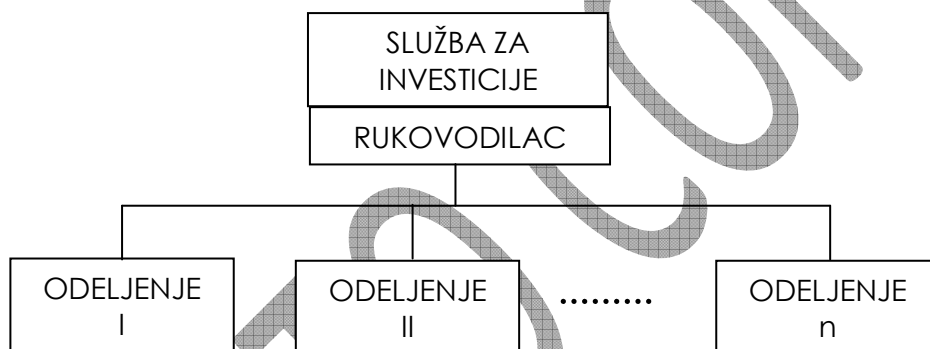 SLUŽBA ZA
INVESTICIJE
RUKOVODILAC
ODELJENJE
I
ODELJENJE
II
.........
ODELJENJE
n